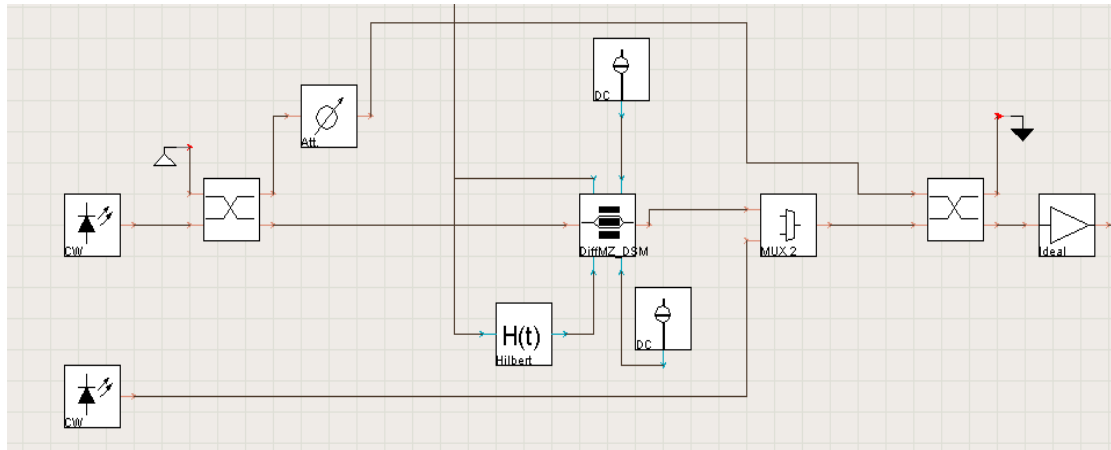 DC
Att.
CW
DiffMZ_DSM
MUX 2
Ideal
H(t)
Hilbert
DC
CW